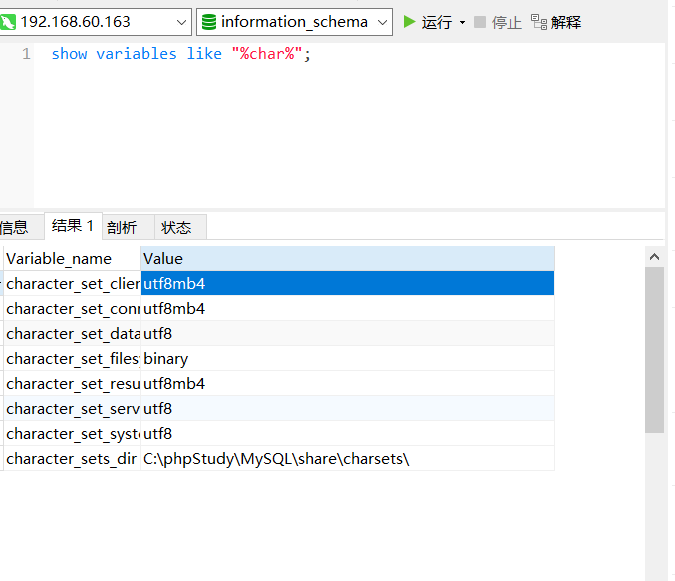 192.168.60.163 information_schema 运行 停止 解释
1 show variables like "%char%";
信息 结果 1 剖析 状态
Variable_name Value
character_set_clier utf8mb4
character_set_coni utf8mb4
character_set_data utf8
character_set_files binary
character_set_resu utf8mb4
character_set_serv utf8
character_set_syst utf8
character_sets_dir C:\phpStudy\MySQL\share\charsets\